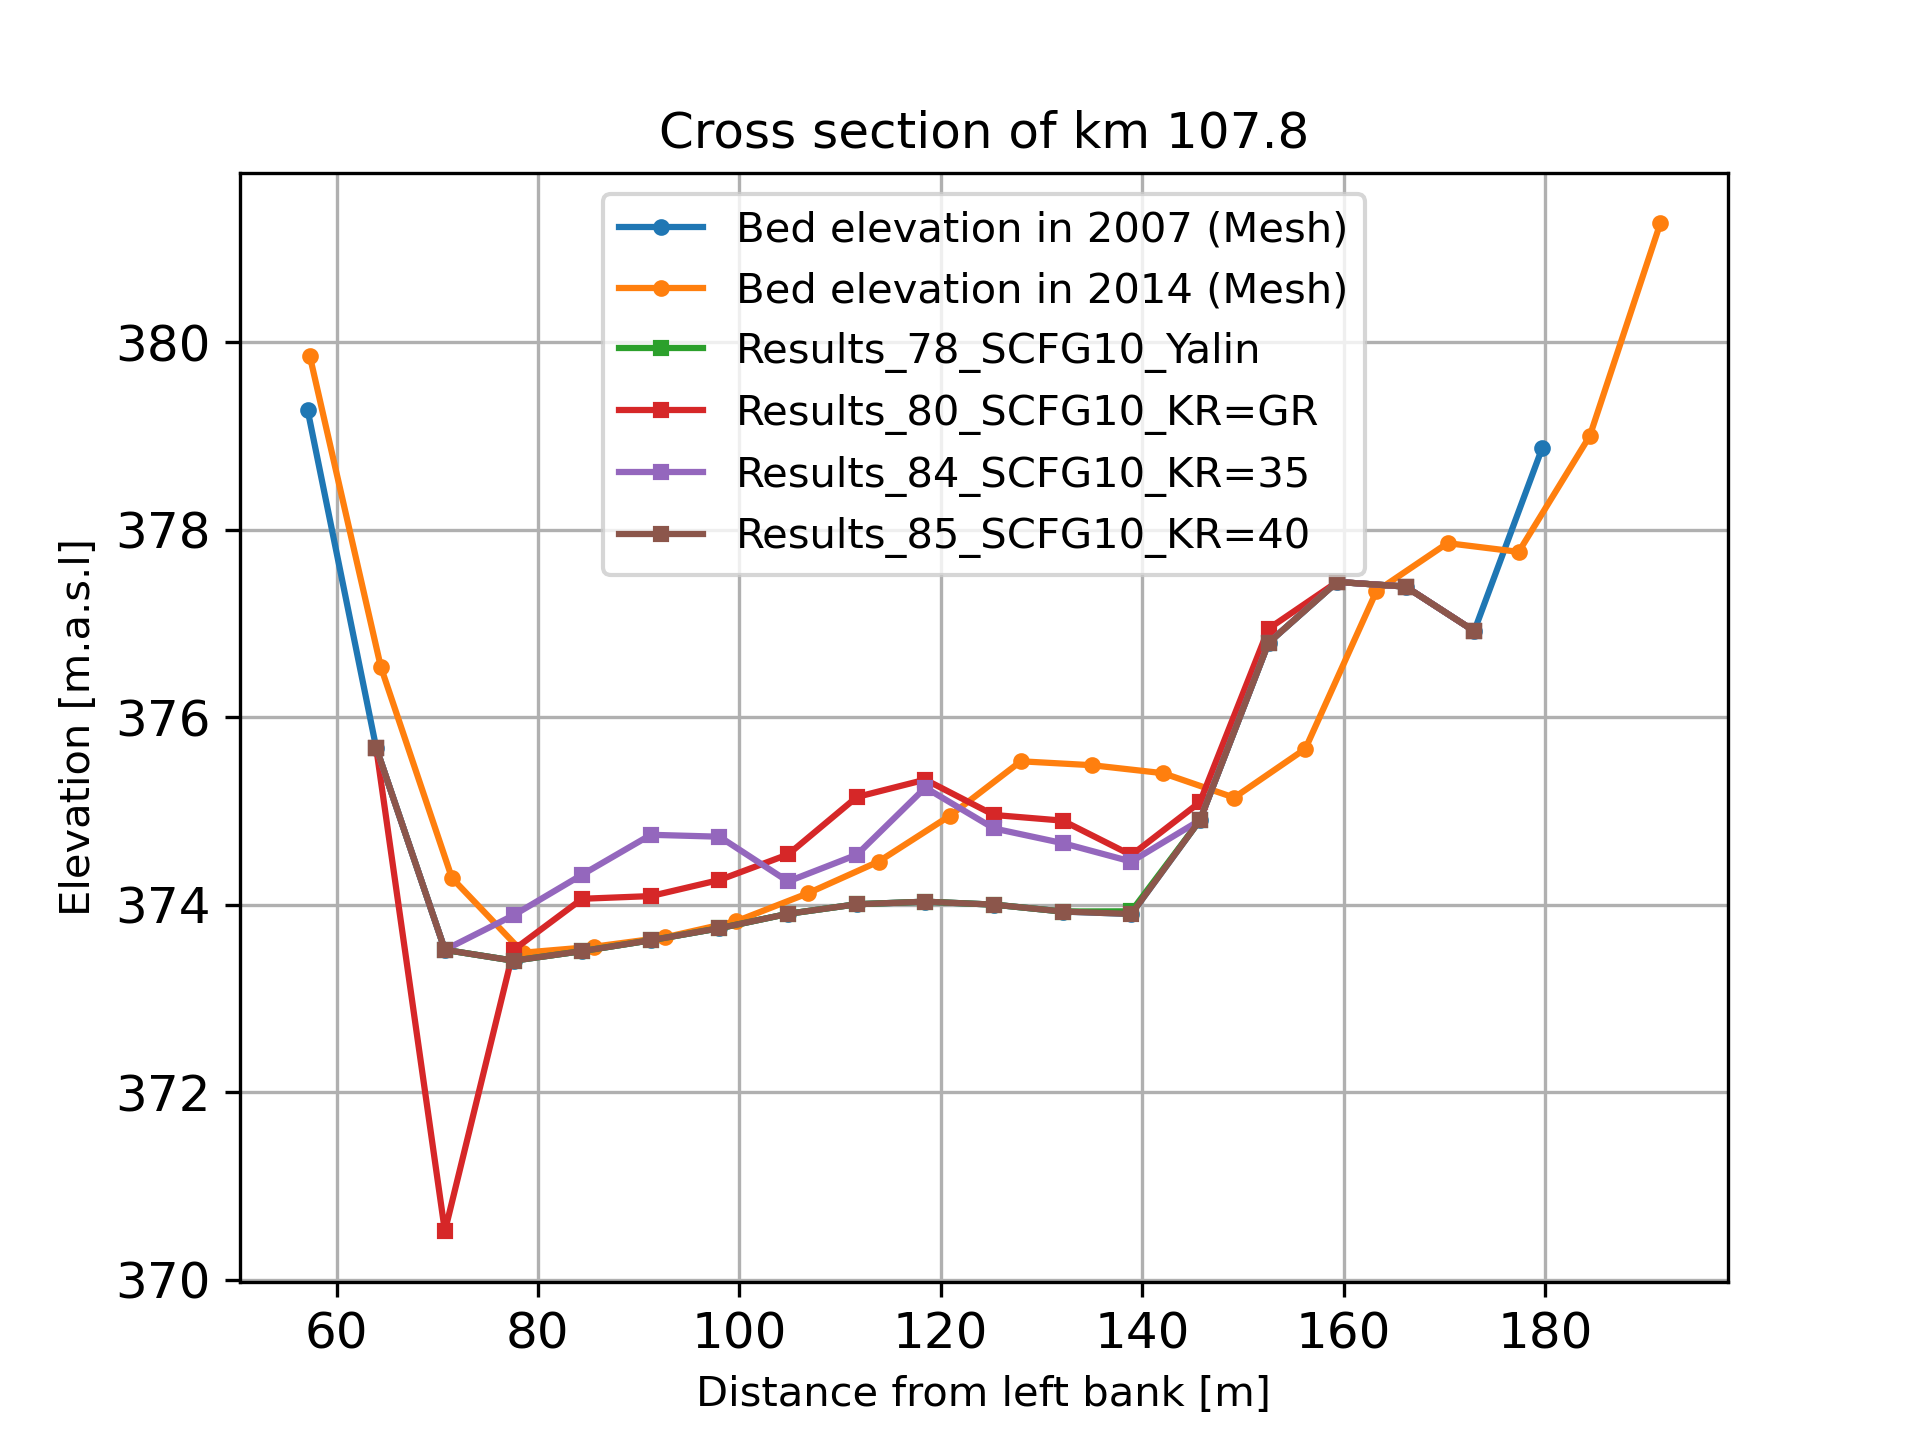 Cross section of km 107.8
Bed elevation in 2007 (Mesh)
Bed elevation in 2014 (Mesh)
Results_78_SCFG10_Yalin
Results_80_SCFG10_KR=GR
Results_84_SCFG10_KR=35
Results_85_SCFG10_KR=40
Elevation [m.a.s.l]
380
378
376
374
372
370
60 80 100 120 140 160 180
Distance from left bank [m]